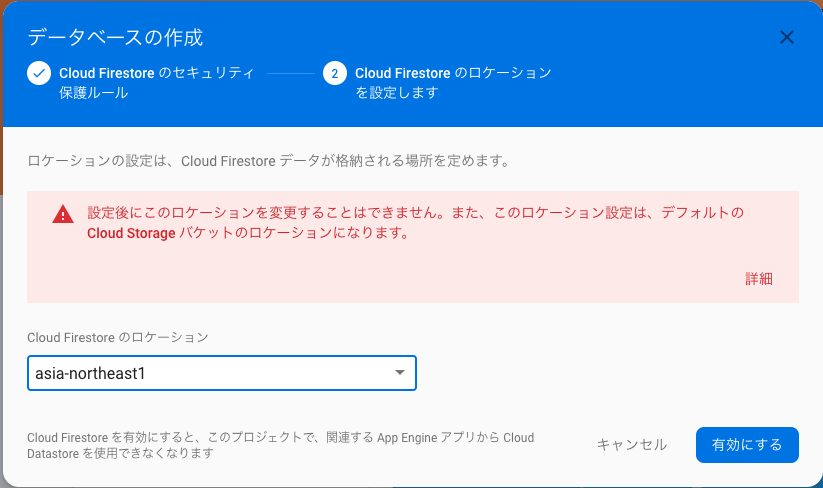 データベースの作成
Cloud Firestore のセキュリティ
保護ルール
2
Cloud Firestore のロケーション
を設定します
ロケーションの設定は、Cloud Firestore データが格納される場所を定めます。
設定後にこのロケーションを変更することはできません。また、このロケーション設定は、デフォルトの
Cloud Storage バケットのロケーションになります。
詳細
Cloud Firestore のロケーション
asia-northeast1
Cloud Firestore を有効にすると、このプロジェクトで、関連する App Engine アプリから Cloud
Datastore を使用できなくなります
キャンセル
有効にする